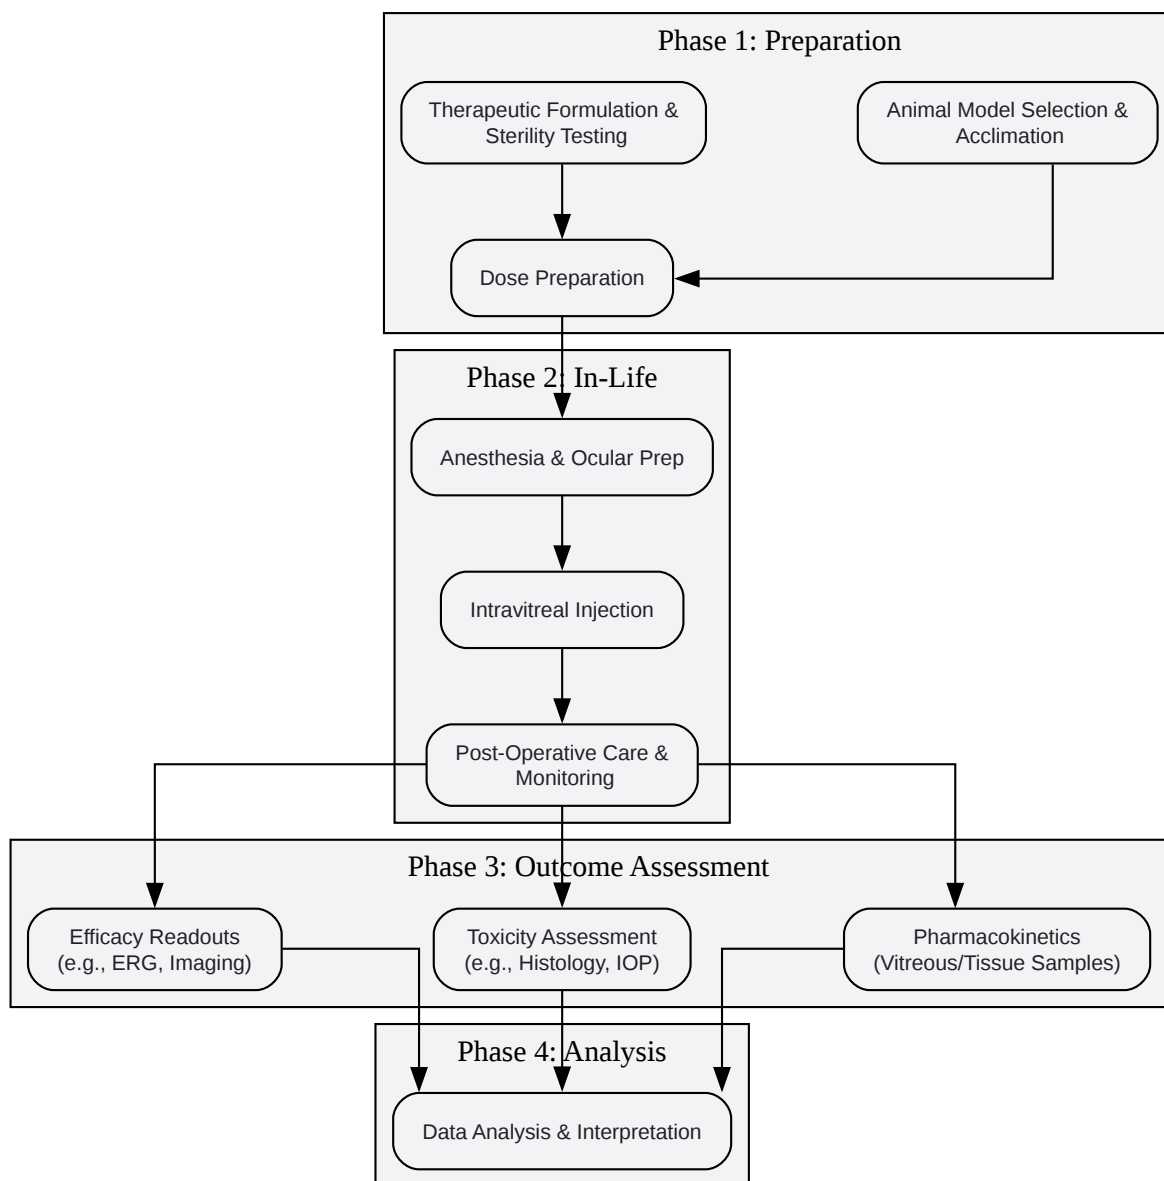 Phase 1: Preparation
Therapeutic Formulation &
Sterility Testing
Animal Model Selection &
Acclimation
Dose Preparation
Phase 2: In-Life
Anesthesia & Ocular Prep
Intravitreal Injection
Post-Operative Care &
Monitoring
Phase 3: Outcome Assessment
Efficacy Readouts
(e.g., ERG, Imaging)
Toxicity Assessment
(e.g., Histology, IOP)
Pharmacokinetics
(Vitreous/Tissue Samples)
Phase 4: Analysis
Data Analysis & Interpretation